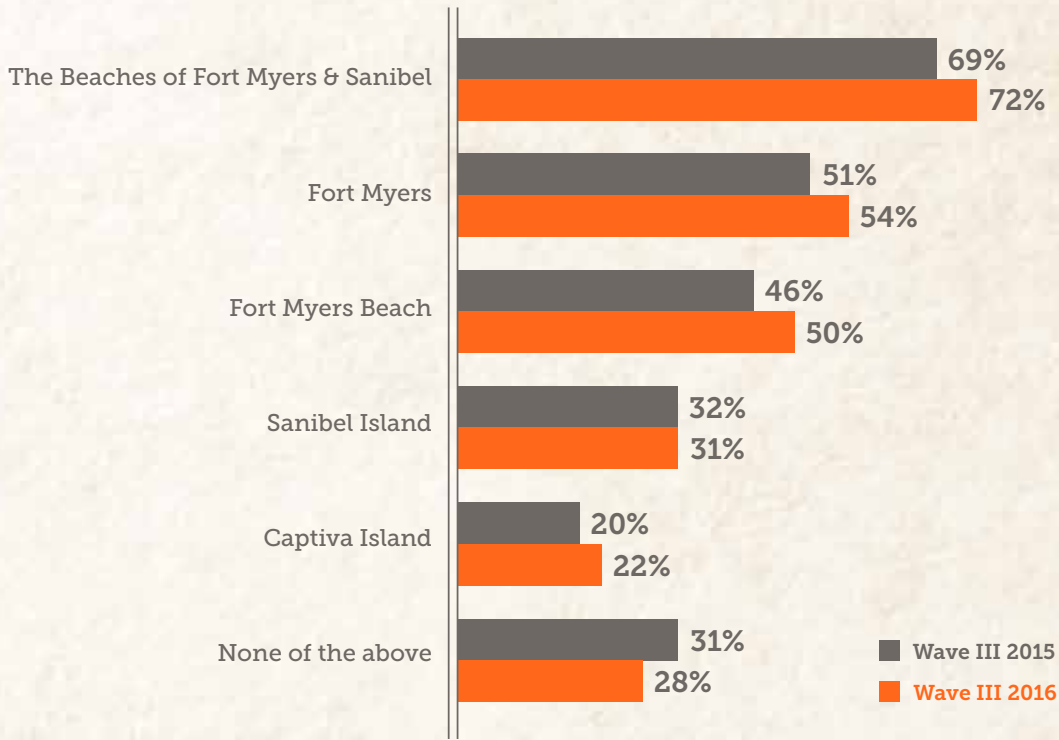 The Beaches of Fort Myers & Sanibel
69%
72%
Fort Myers
51%
54%
Fort Myers Beach
46%
50%
Sanibel Island
32%
31%
Captiva Island
20%
22%
None of the above
31%
28%
Wave III 2015
Wave III 2016